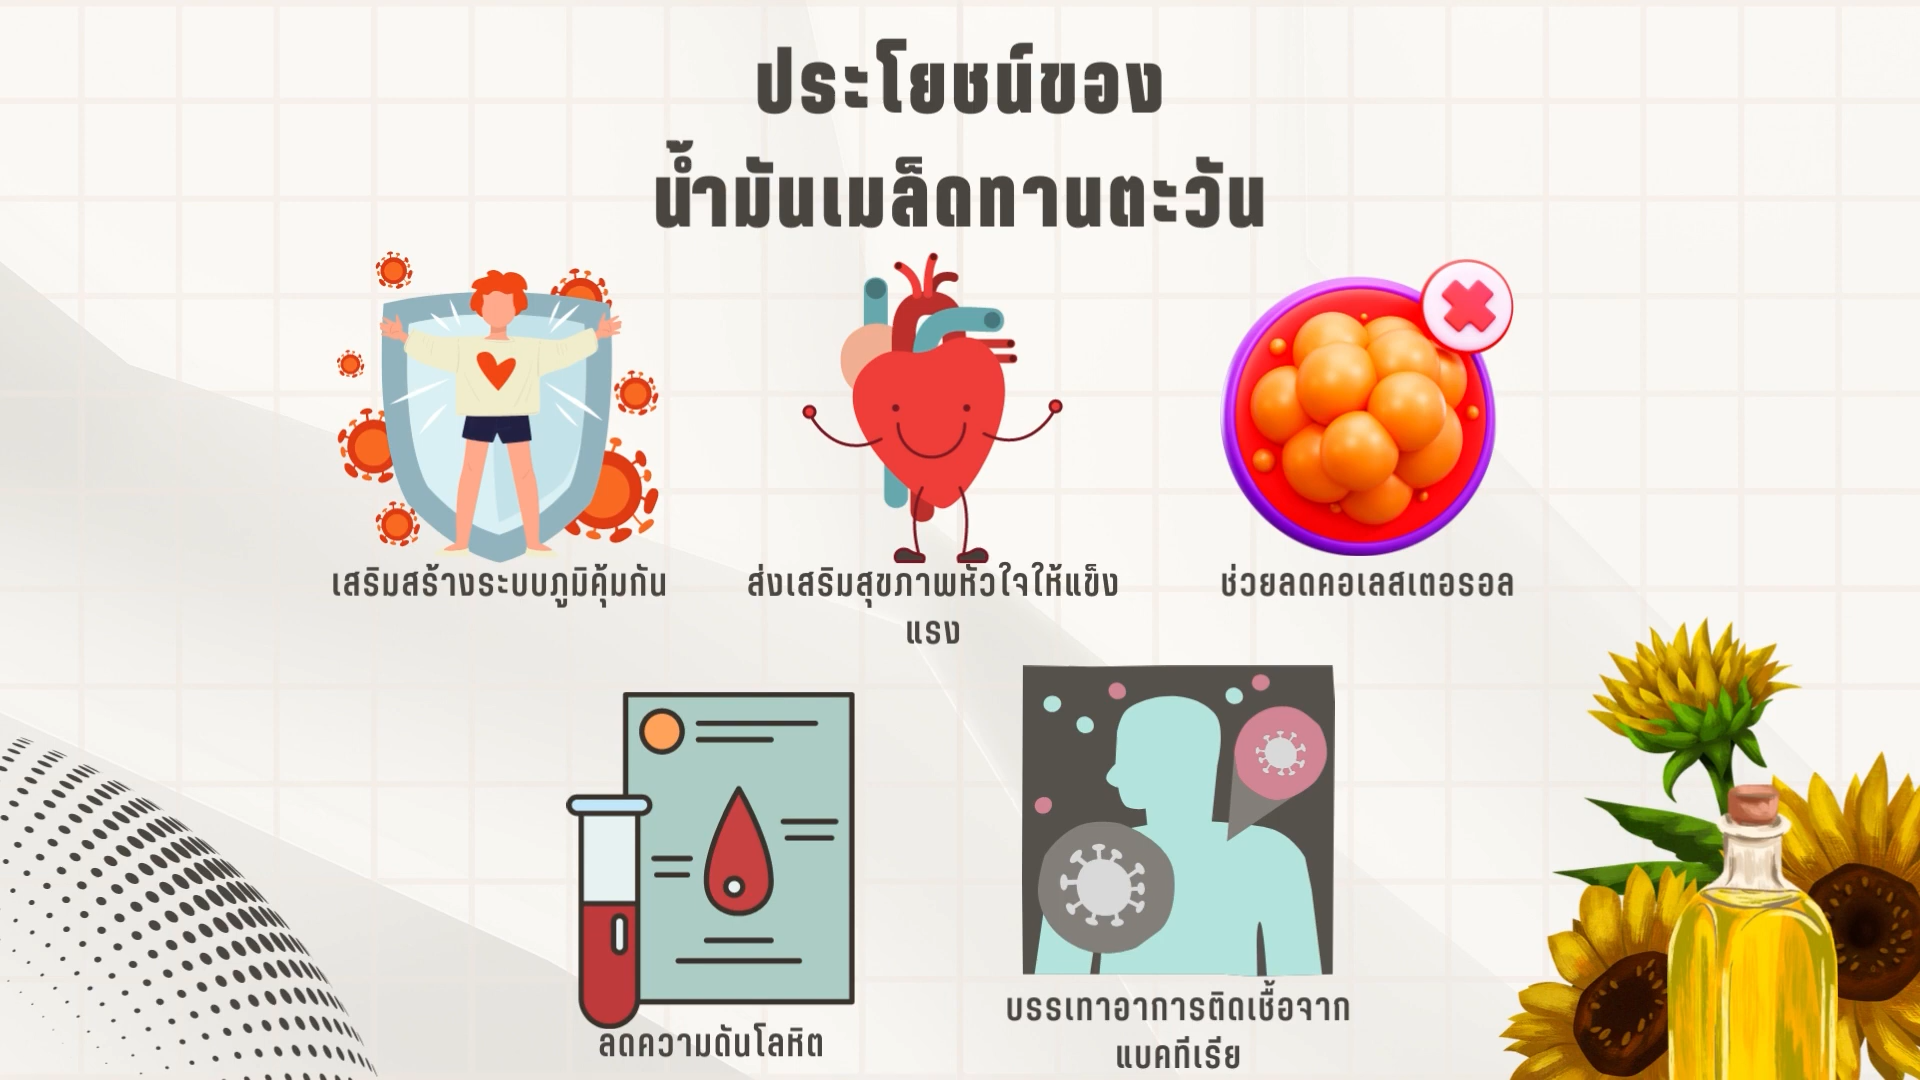 ประโยชน์ของ
น้ำมันเมล็ดทานตะวัน
เสริมสร้างระบบภูมิคุ้มกัน
ส่งเสริมสุขภาพหัวใจให้แข็ง
แรง
ช่วยลดคอเลสเตอรอล
ลดความดันโลหิต
บรรเทาอาการติดเชื้อจาก
แบคทีเรีย